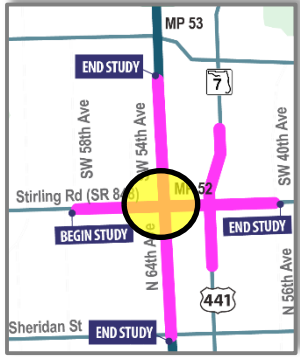 MP 53
END STUDY
7
SW 58th Ave
SW 54th Ave
SW 40th Ave
Stirling Rd (SR 848)
MP 52
BEGIN STUDY
END STUDY
N 64th Ave
N 56th Ave
441
Sheridan St
END STUDY